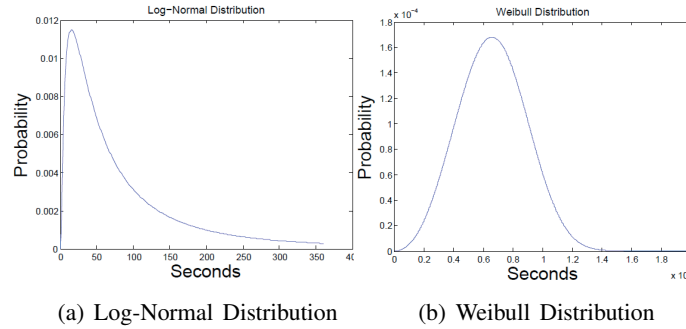 Log-Normal Distribution
0.012
0.01
0.008
0.006
0.004
0.002
0
Probability
0 50 100 150 200 250 300 350 40
Seconds
(a) Log-Normal Distribution
Weibull Distribution
1.8 x 10-4
1.6
1.4
1.2
1
0.8
0.6
0.4
0.2
0
Probability
0 0.2 0.4 0.6 0.8 1 1.2 1.4 1.6 1.8
Seconds
x 10
(b) Weibull Distribution